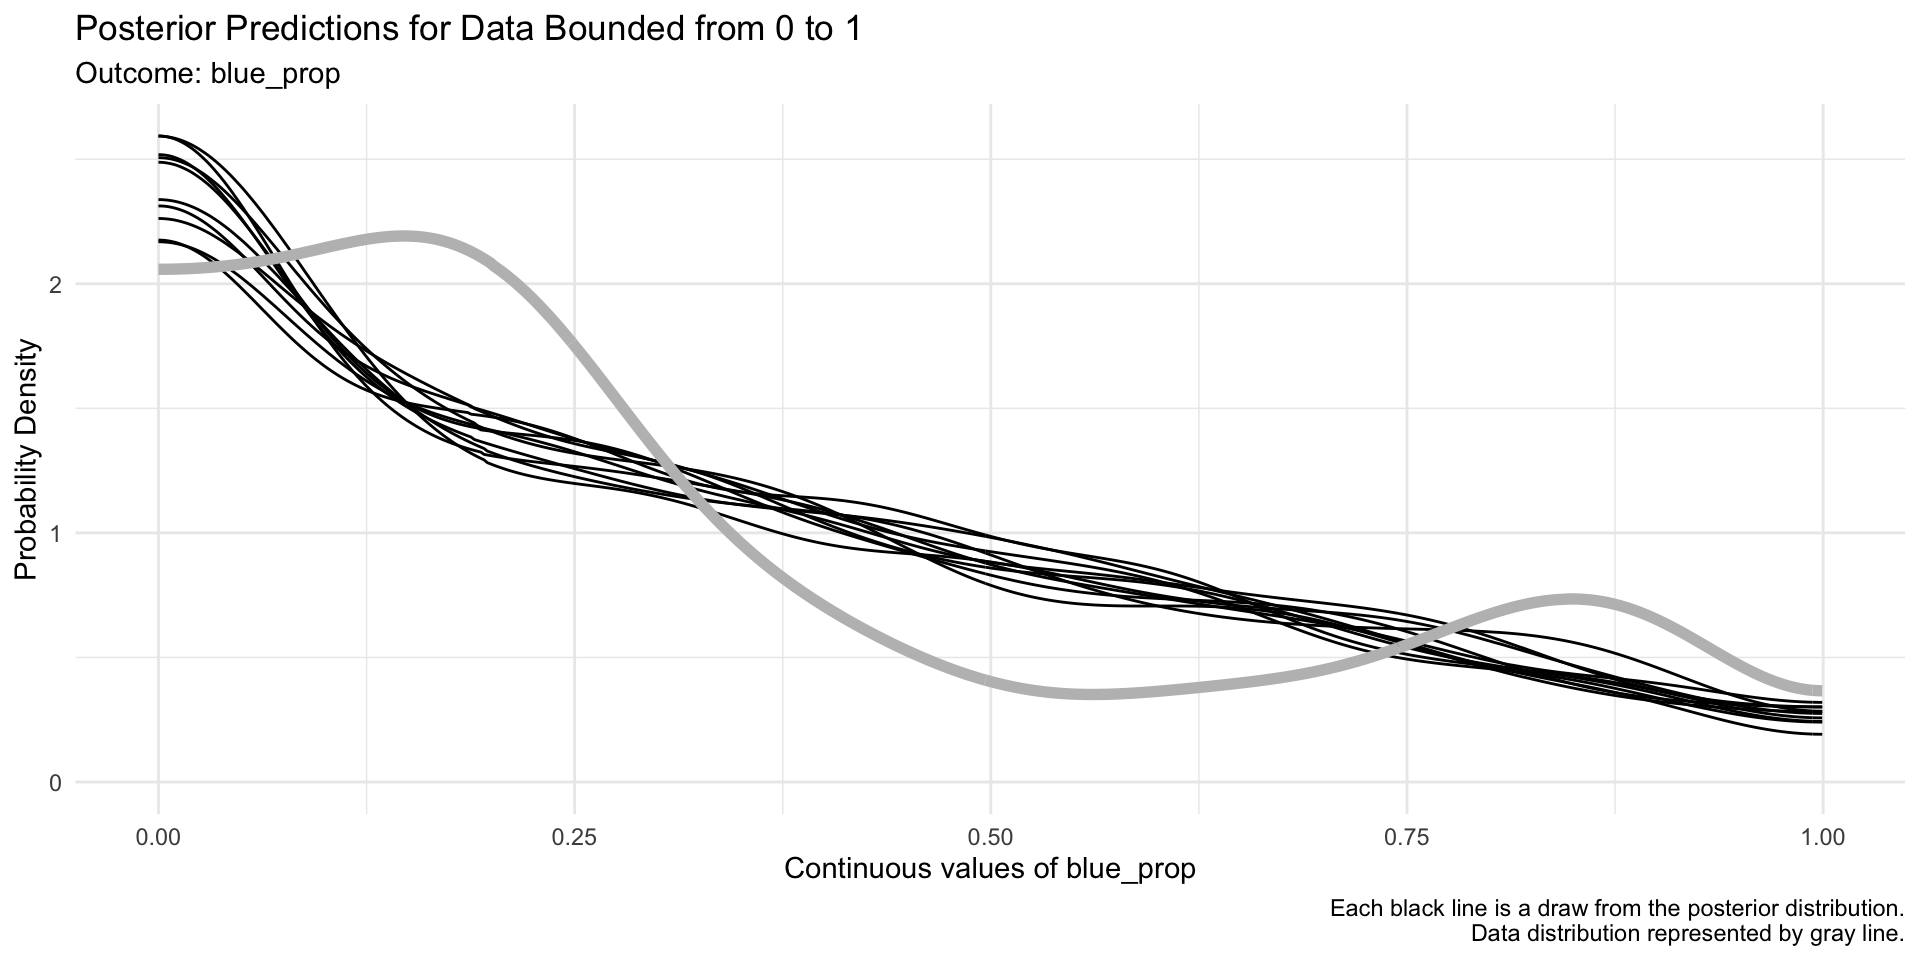 Posterior Predictions for Data Bounded from 0 to 1
Outcome: blue_prop
Probability Density
2
1
0
0.00
0.25
0.50
0.75
1.00
Continuous values of blue_prop
Each black line is a draw from the posterior distribution.
Data distribution represented by gray line.